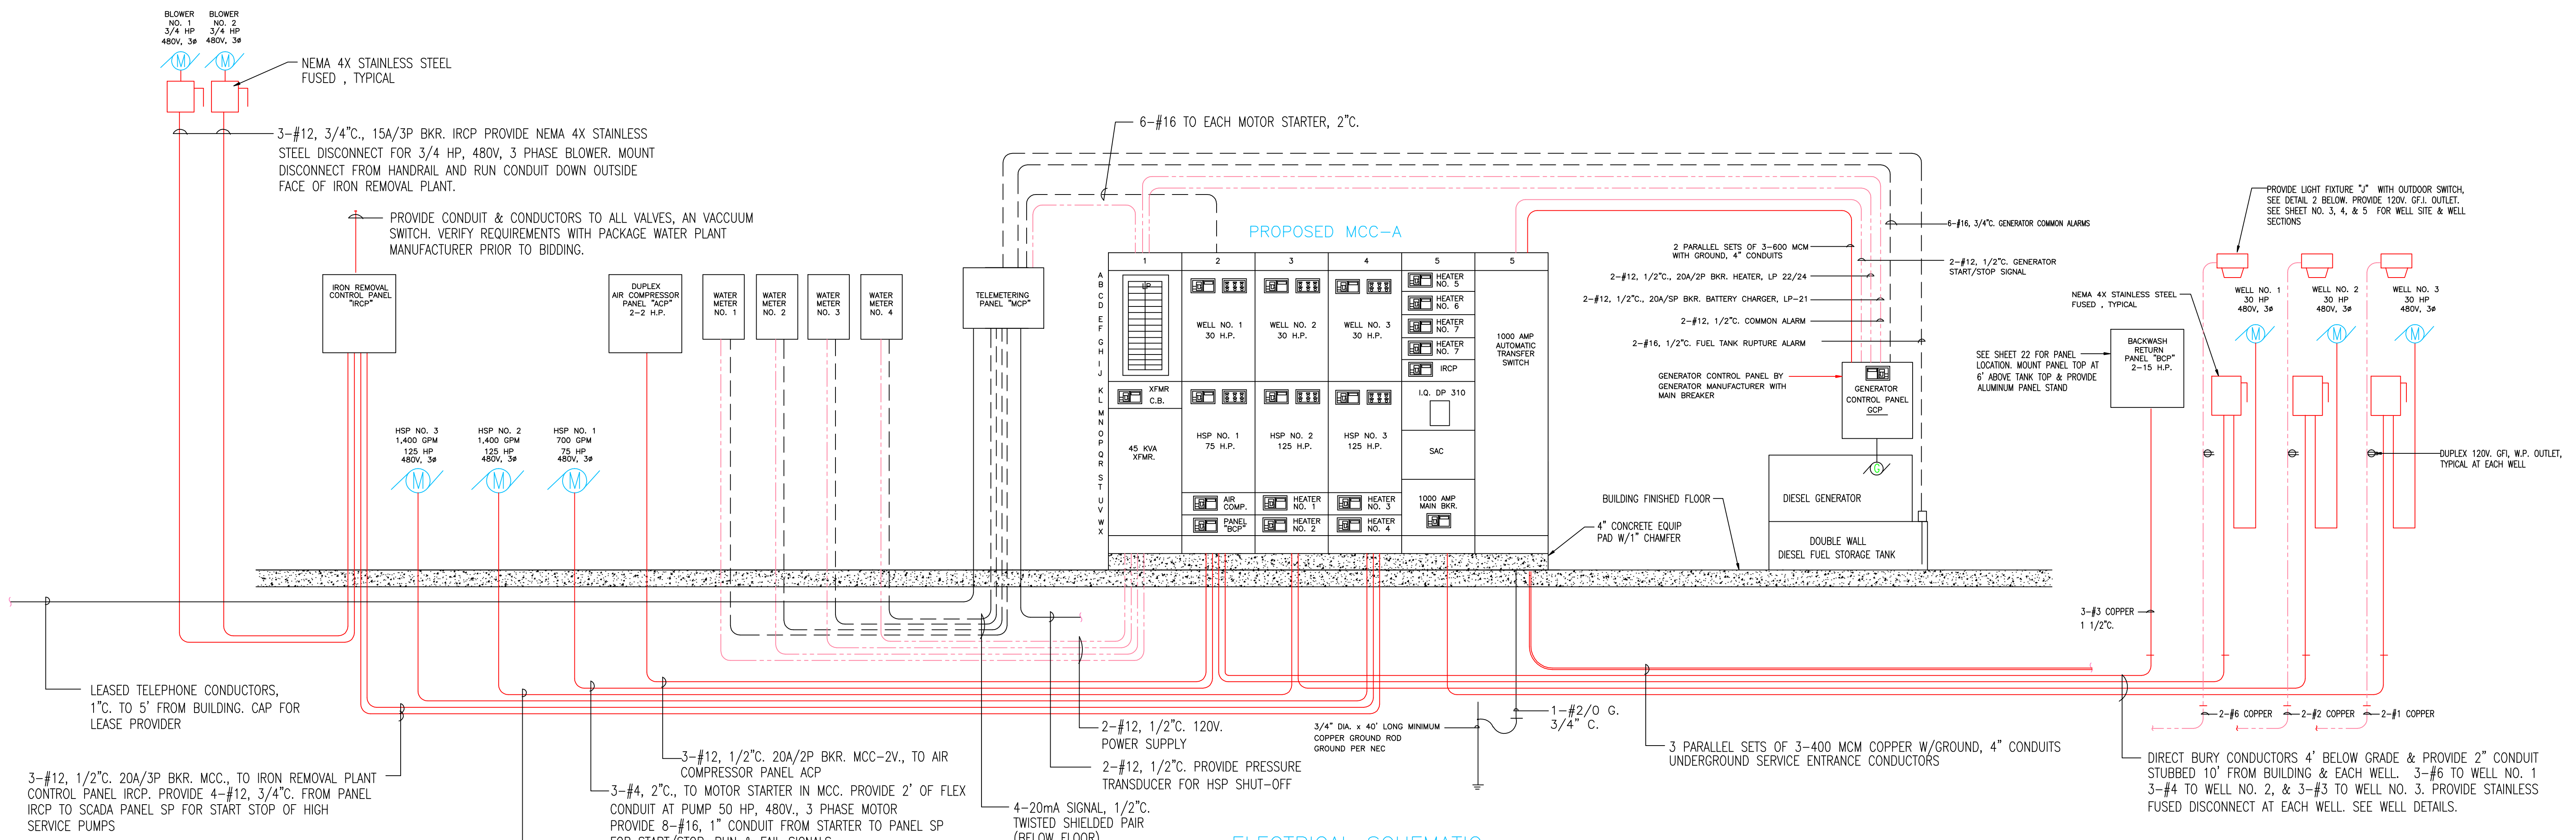 BLOWER
NO. 1
3/4 HP
480V, 3ø
BLOWER
NO. 2
3/4 HP
480V, 3ø
M
M
NEMA 4X STAINLESS STEEL
FUSED , TYPICAL
3-#12, 3/4"C., 15A/3P BKR. IRCP PROVIDE NEMA 4X STAINLESS
STEEL DISCONNECT FOR 3/4 HP, 480V, 3 PHASE BLOWER. MOUNT
DISCONNECT FROM HANDRAIL AND RUN CONDUIT DOWN OUTSIDE
FACE OF IRON REMOVAL PLANT.
PROVIDE CONDUIT & CONDUCTORS TO ALL VALVES, AN VACCUUM
SWITCH. VERIFY REQUIREMENTS WITH PACKAGE WATER PLANT
MANUFACTURER PRIOR TO BIDDING.
IRON REMOVAL
CONTROL PANEL
"IRCP"
DUPLEX
AIR COMPRESSOR
PANEL "ACP"
2-2 H.P.
WATER
METER
NO. 1
WATER
METER
NO. 2
WATER
METER
NO. 3
WATER
METER
NO. 4
TELEMETERING
PANEL "MCP"
6-#16 TO EACH MOTOR STARTER, 2"C.
PROPOSED MCC-A
1
2
3
4
5
5
A
B
C
D
E
F
G
H
I
J
K
L
M
N
O
P
Q
R
S
T
U
V
W
X
LP
XFMR
C.B.
45 KVA
XFMR.
WELL NO. 1
30 H.P.
HSP NO. 1
75 H.P.
AIR
COMP.
PANEL
"BCP"
WELL NO. 2
30 H.P.
HSP NO. 2
125 H.P.
HEATER
NO. 1
HEATER
NO. 2
WELL NO. 3
30 H.P.
HSP NO. 3
125 H.P.
HEATER
NO. 3
HEATER
NO. 4
HEATER
NO. 5
HEATER
NO. 6
HEATER
NO. 7
HEATER
NO. 7
IRCP
I.Q. DP 310
SAC
1000 AMP
MAIN BKR.
1000 AMP
AUTOMATIC
TRANSFER
SWITCH
2 PARALLEL SETS OF 3-600 MCM
WITH GROUND, 4" CONDUITS
2-#12, 1/2"C., 20A/2P BKR. HEATER, LP 22/24
2-#12, 1/2"C., 20A/SP BKR. BATTERY CHARGER, LP-21
2-#12, 1/2"C. COMMON ALARM
2-#16, 1/2"C. FUEL TANK RUPTURE ALARM
GENERATOR CONTROL PANEL BY
GENERATOR MANUFACTURER WITH
MAIN BREAKER
6-#16, 3/4"C. GENERATOR COMMON ALARMS
2-#12, 1/2"C. GENERATOR
START/STOP SIGNAL
GENERATOR
CONTROL PANEL
GCP
G
DIESEL GENERATOR
DOUBLE WALL
DIESEL FUEL STORAGE TANK
BUILDING FINISHED FLOOR
4" CONCRETE EQUIP
PAD W/1" CHAMFER
PROVIDE LIGHT FIXTURE "J" WITH OUTDOOR SWITCH,
SEE DETAIL 2 BELOW. PROVIDE 120V. GF.I. OUTLET.
SEE SHEET NO. 3, 4, & 5 FOR WELL SITE & WELL
SECTIONS
NEMA 4X STAINLESS STEEL
FUSED , TYPICAL
WELL NO. 1
30 HP
480V, 3ø
WELL NO. 2
30 HP
480V, 3ø
WELL NO. 3
30 HP
480V, 3ø
M
M
M
SEE SHEET 22 FOR PANEL
LOCATION. MOUNT PANEL TOP AT
6' ABOVE TANK TOP & PROVIDE
ALUMINUM PANEL STAND
BACKWASH
RETURN
PANEL "BCP"
2-15 H.P.
DUPLEX 120V. GFI, W.P. OUTLET,
TYPICAL AT EACH WELL
HSP NO. 3
1,400 GPM
125 HP
480V, 3ø
HSP NO. 2
1,400 GPM
125 HP
480V, 3ø
HSP NO. 1
700 GPM
75 HP
480V, 3ø
M
M
M
3-#3 COPPER
1 1/2"C.
2-#6 COPPER
2-#2 COPPER
2-#1 COPPER
LEASED TELEPHONE CONDUCTORS,
1"C. TO 5' FROM BUILDING. CAP FOR
LEASE PROVIDER
3-#12, 1/2"C. 20A/3P BKR. MCC., TO IRON REMOVAL PLANT
CONTROL PANEL IRCP. PROVIDE 4-#12, 3/4"C. FROM PANEL
IRCP TO SCADA PANEL SP FOR START STOP OF HIGH
SERVICE PUMPS
3-#12, 1/2"C. 20A/2P BKR. MCC-2V., TO AIR
COMPRESSOR PANEL ACP
3-#4, 2"C., TO MOTOR STARTER IN MCC. PROVIDE 2' OF FLEX
CONDUIT AT PUMP 50 HP, 480V., 3 PHASE MOTOR
PROVIDE 8-#16, 1" CONDUIT FROM STARTER TO PANEL SP
FOR START/STOP, RUN & FAIL SIGNALS
2-#12, 1/2"C. 120V.
POWER SUPPLY
2-#12, 1/2"C. PROVIDE PRESSURE
TRANSDUCER FOR HSP SHUT-OFF
4-20mA SIGNAL, 1/2"C.
TWISTED SHIELDED PAIR
(BELOW FLOOR)
3/4" DIA. x 40' LONG MINIMUM
COPPER GROUND ROD
GROUND PER NEC
1-#2/0 G.
3/4" C.
3 PARALLEL SETS OF 3-400 MCM COPPER W/GROUND, 4" CONDUITS
UNDERGROUND SERVICE ENTRANCE CONDUCTORS
DIRECT BURY CONDUCTORS 4' BELOW GRADE & PROVIDE 2" CONDUIT
STUBBED 10' FROM BUILDING & EACH WELL. 3-#6 TO WELL NO. 1
3-#4 TO WELL NO. 2, & 3-#3 TO WELL NO. 3. PROVIDE STAINLESS
FUSED DISCONNECT AT EACH WELL. SEE WELL DETAILS.
ELECTRICAL SCHEMATIC